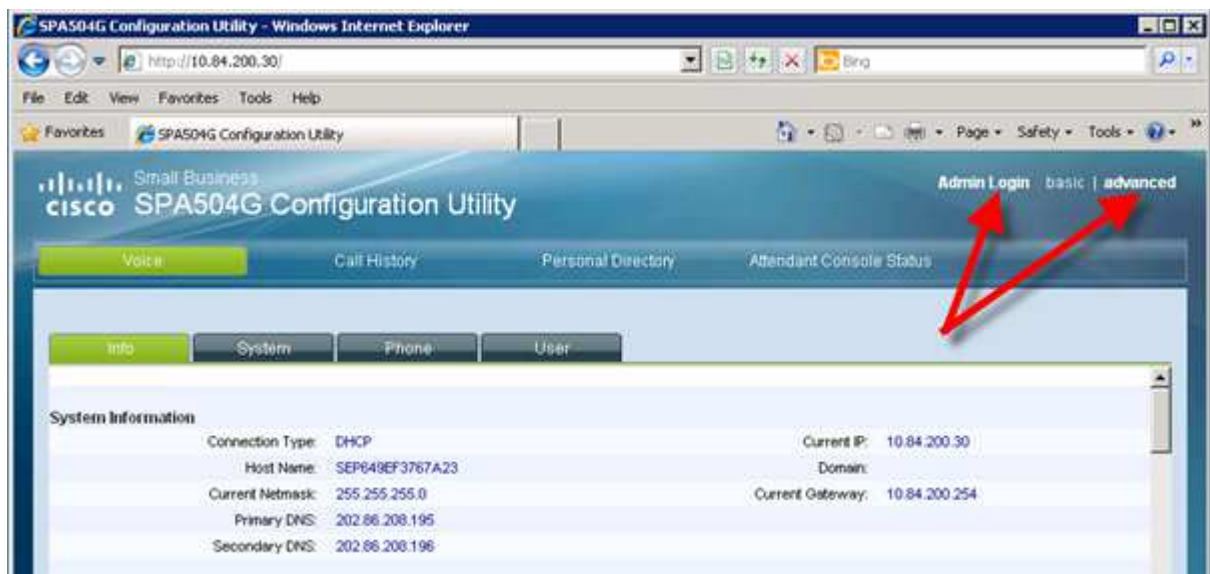 SPA504G Configuration Utility - Windows Internet Explorer
http://10.84.200.30/
Bing
File Edit View Favorites Tools Help
Favorites SPA504G Configuration Utility Page Safety Tools
Small Business
CISCO SPA504G Configuration Utility
Admin Login basic | advanced
Voice Call History Personal Directory Attendant Console Status
Info System Phone User
System Information
Connection Type: DHCP Current IP: 10.84.200.30
Host Name: SEP649EF3767A23 Domain:
Current Netmask: 255.255.255.0 Current Gateway: 10.84.200.254
Primary DNS: 202.86.208.195
Secondary DNS: 202.86.208.196